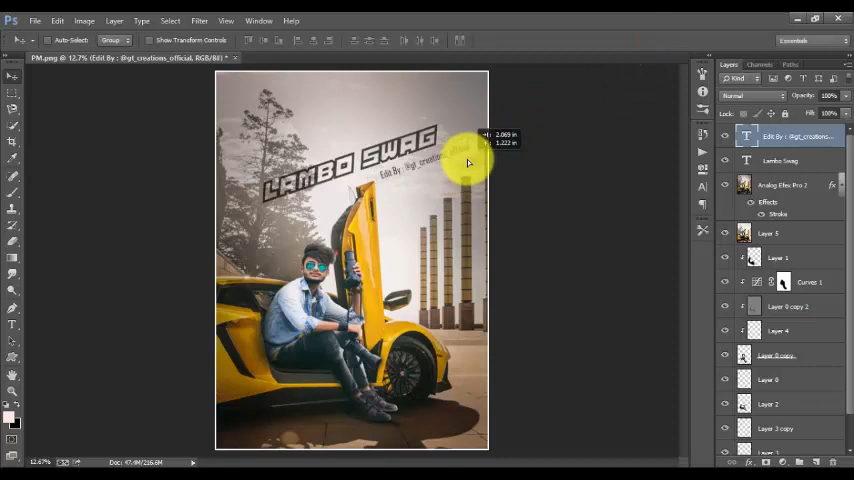 Ps File Edit Image Layer Type Select Filter View Window Help
Auto-Select: Group Show Transform Controls Essentials
PM.png @ 12.7% (Edit By : @gt_creations_official, RGB/8#) *
Layers Channels Paths
Kind
Normal Opacity: 100%
Lock: Fill: 100%
T Edit By : @gt_creations...
T Lambo Swag
Analog Efex Pro 2 fx
Effects
Stroke
Layer 5
Layer 1
Curves 1
Layer 0 copy 2
Layer 4
Layer 0 copy
Layer 0
Layer 2
Layer 3 copy
2.069 in
1.222 in
LAMBO SWAG
Edit By : @gt_creations_official
12.67% Doc: 47.4M/216.6M